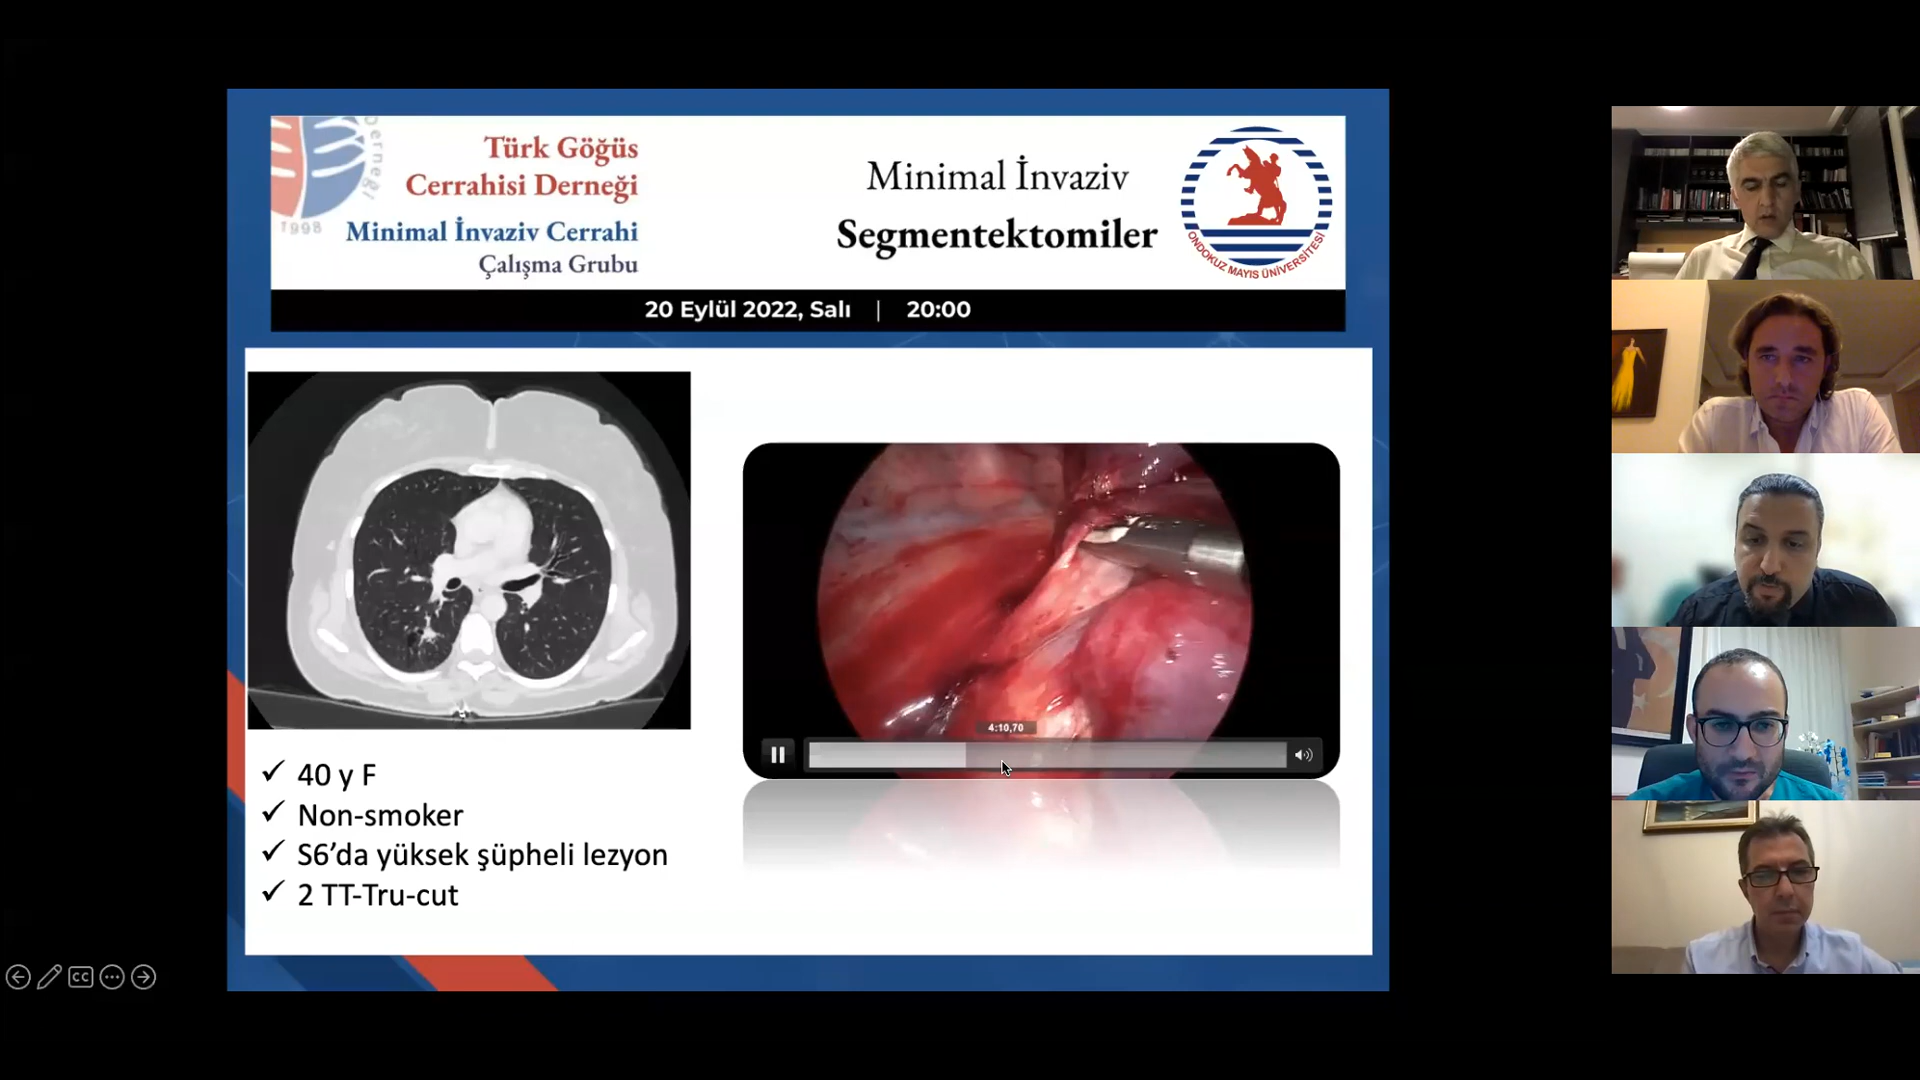 Derneği
1998
Türk Göğüs
Cerrahisi Derneği
Minimal İnvaziv Cerrahi
Çalışma Grubu
Minimal İnvaziv
Segmentektomiler
ONDOKUZ MAYIS ÜNİVERSİTESİ
20 Eylül 2022, Salı | 20:00
4:10,70
✓ 40 y F
✓ Non-smoker
✓ S6’da yüksek şüpheli lezyon
✓ 2 TT-Tru-cut
CC